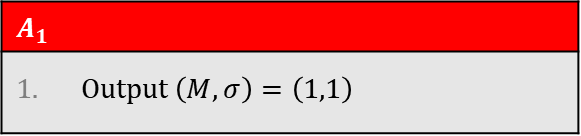 A₁
1. Output (M, σ) = (1,1)